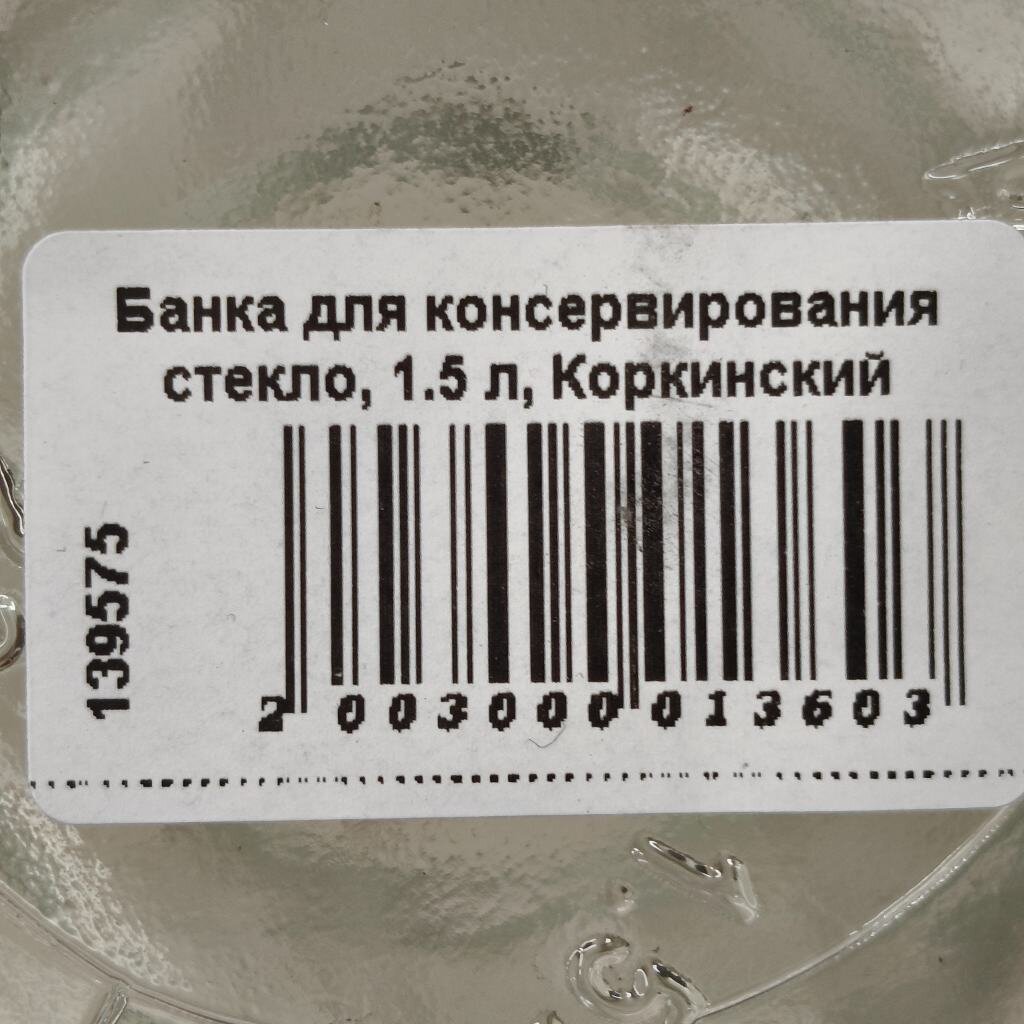 Банка для консервирования
стекло, 1.5 л, Коркинский
139575
2 003000 013603